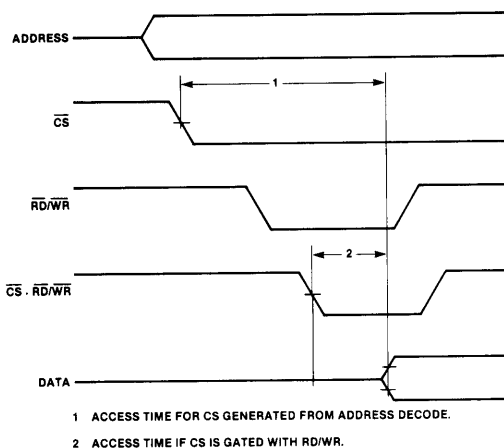 ADDRESS
1
CS
RD/WR
2
CS · RD/WR
DATA
1 ACCESS TIME FOR CS GENERATED FROM ADDRESS DECODE.
2 ACCESS TIME IF CS IS GATED WITH RD/WR.